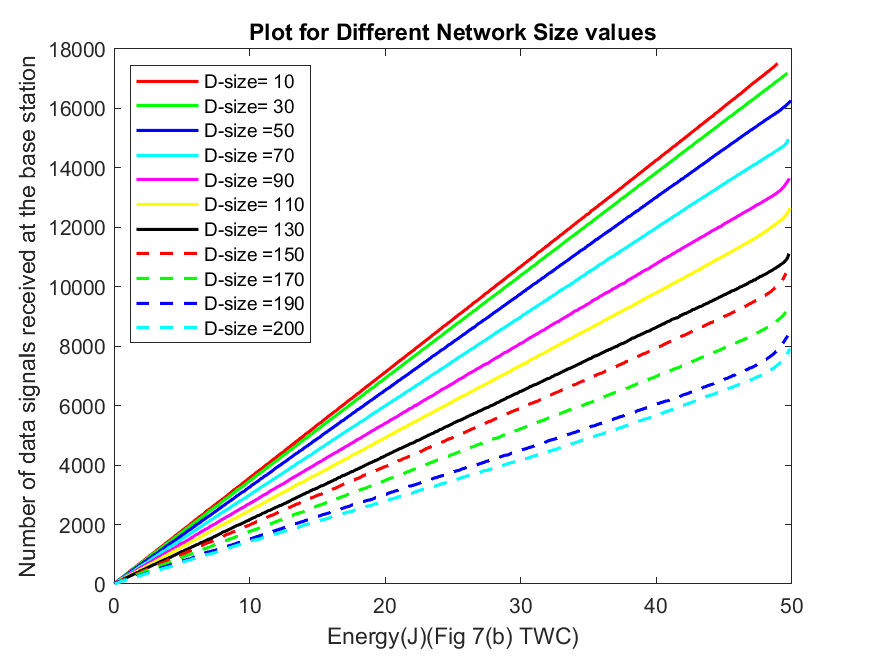 Plot for Different Network Size values
Number of data signals received at the base station
18000
16000
14000
12000
10000
8000
6000
4000
2000
0
D-size= 10
D-size= 30
D-size =50
D-size =70
D-size =90
D-size= 110
D-size= 130
D-size =150
D-size =170
D-size =190
D-size =200
0 10 20 30 40 50
Energy(J)(Fig 7(b) TWC)